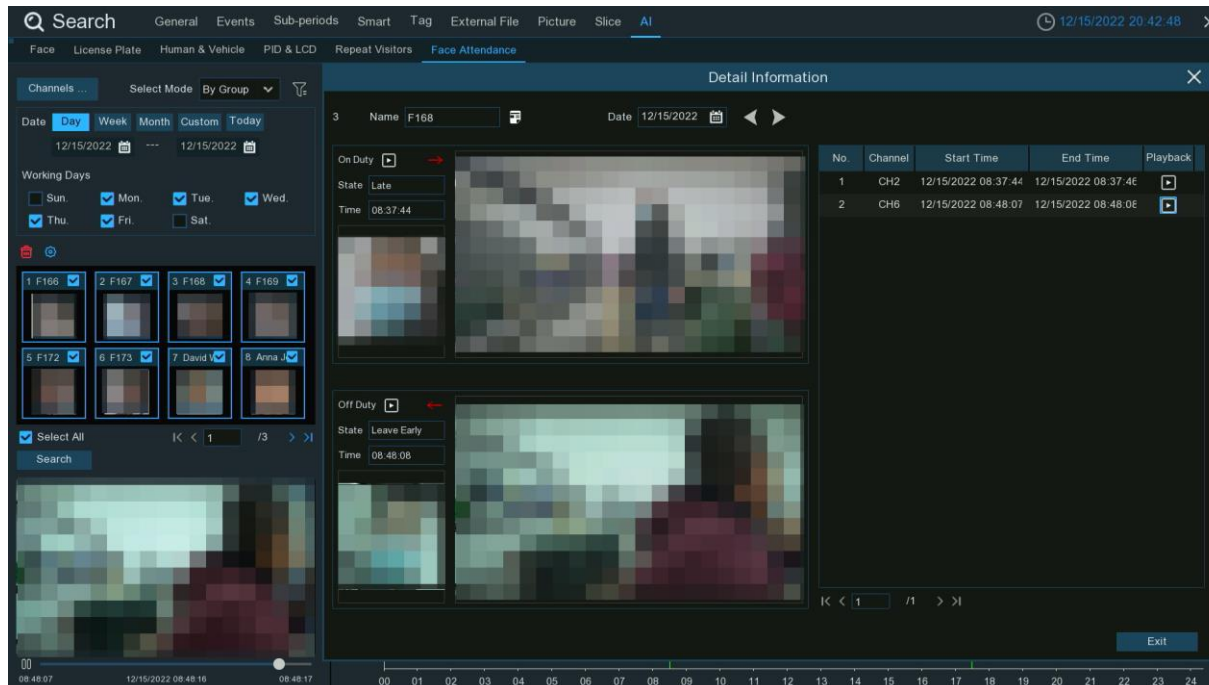 Search General Events Sub-periods Smart Tag External File Picture Slice AI 12/15/2022 20:42:48
Face License Plate Human & Vehicle PID & LCD Repeat Visitors Face Attendance
Channels ... Select Mode By Group
Date Day Week Month Custom Today
12/15/2022 --- 12/15/2022
Working Days
Sun. Mon. Tue. Wed.
Thu. Fri. Sat.
1 F166 2 F167 3 F168 4 F169
5 F172 6 F173 7 David 8 Anna J
Select All 1 /3
Search
08:48:07 12/15/2022 08:48:16 08:48:17
Detail Information
3 Name F168 Date 12/15/2022
On Duty
State Late
Time 08:37:44
Off Duty
State Leave Early
Time 08:48:08
No. Channel Start Time End Time Playback
1 CH2 12/15/2022 08:37:44 12/15/2022 08:37:46
2 CH6 12/15/2022 08:48:07 12/15/2022 08:48:08
1 /1
Exit
00 01 02 03 04 05 06 07 08 09 10 11 12 13 14 15 16 17 18 19 20 21 22 23 24